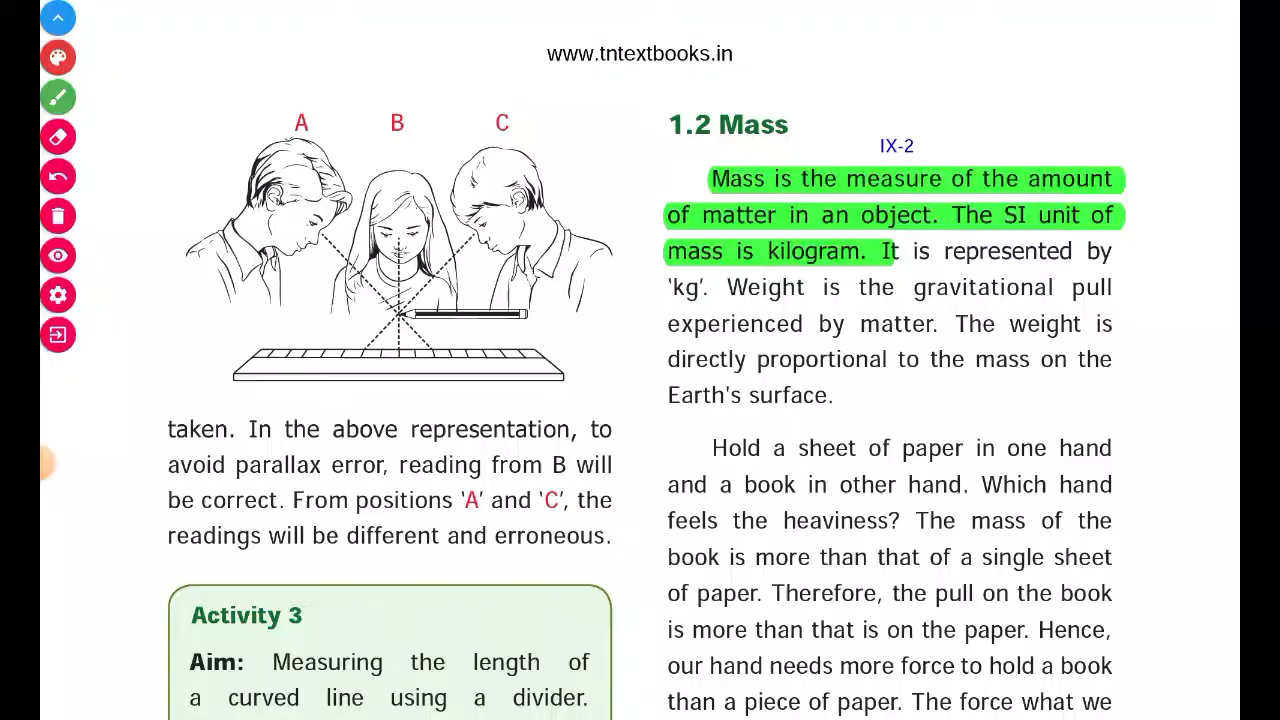 www.tntextbooks.in
A B C
taken. In the above representation, to
avoid parallax error, reading from B will
be correct. From positions ‘A’ and ‘C’, the
readings will be different and erroneous.
Activity 3
Aim: Measuring the length of
a curved line using a divider.
1.2 Mass
IX-2
Mass is the measure of the amount
of matter in an object. The SI unit of
mass is kilogram. It is represented by
‘kg’. Weight is the gravitational pull
experienced by matter. The weight is
directly proportional to the mass on the
Earth's surface.
Hold a sheet of paper in one hand
and a book in other hand. Which hand
feels the heaviness? The mass of the
book is more than that of a single sheet
of paper. Therefore, the pull on the book
is more than that is on the paper. Hence,
our hand needs more force to hold a book
than a piece of paper. The force what we